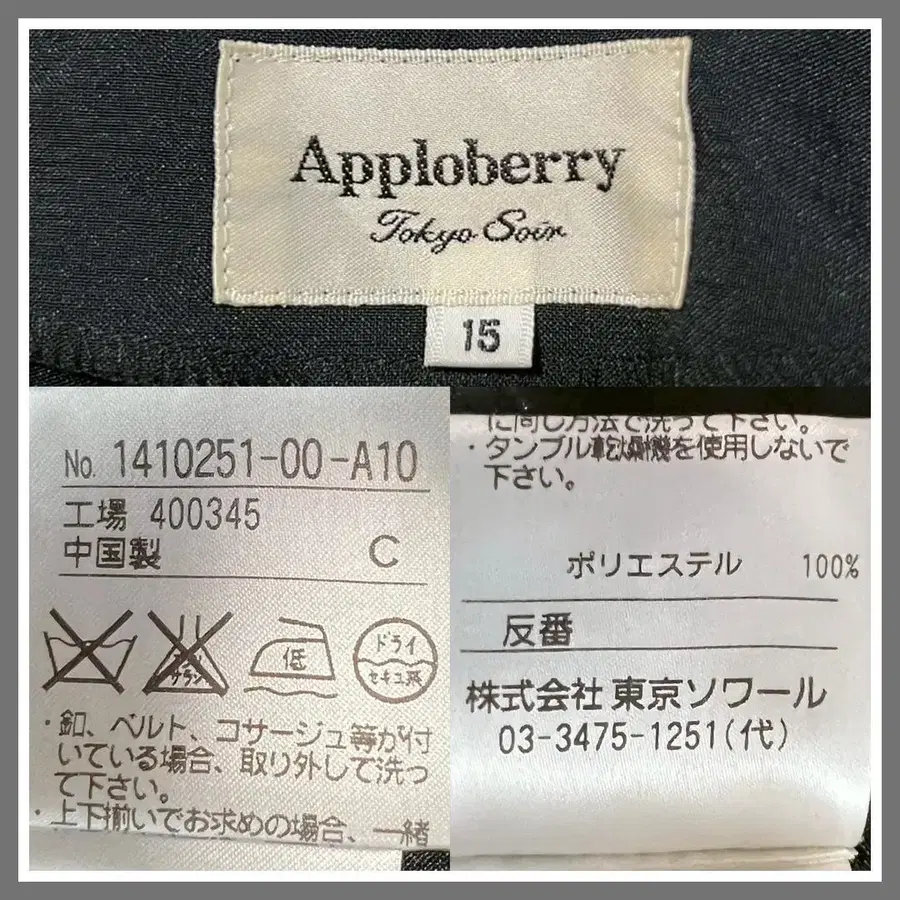 Apploberry
Tokyo Soir
15
No. 1410251-00-A10
工場 400345
中国製 C
低
ドライ
セキユ系
・釦、ベルト、コサージュ等が付
いている場合、取り外して洗っ
て下さい。
・上下揃いでお求めの場合、一緒
に同じ方法で洗って下さい。
・タンブル乾燥機を使用しないで
下さい。
ポリエステル 100%
反番
株式会社 東京ソワール
03-3475-1251(代)